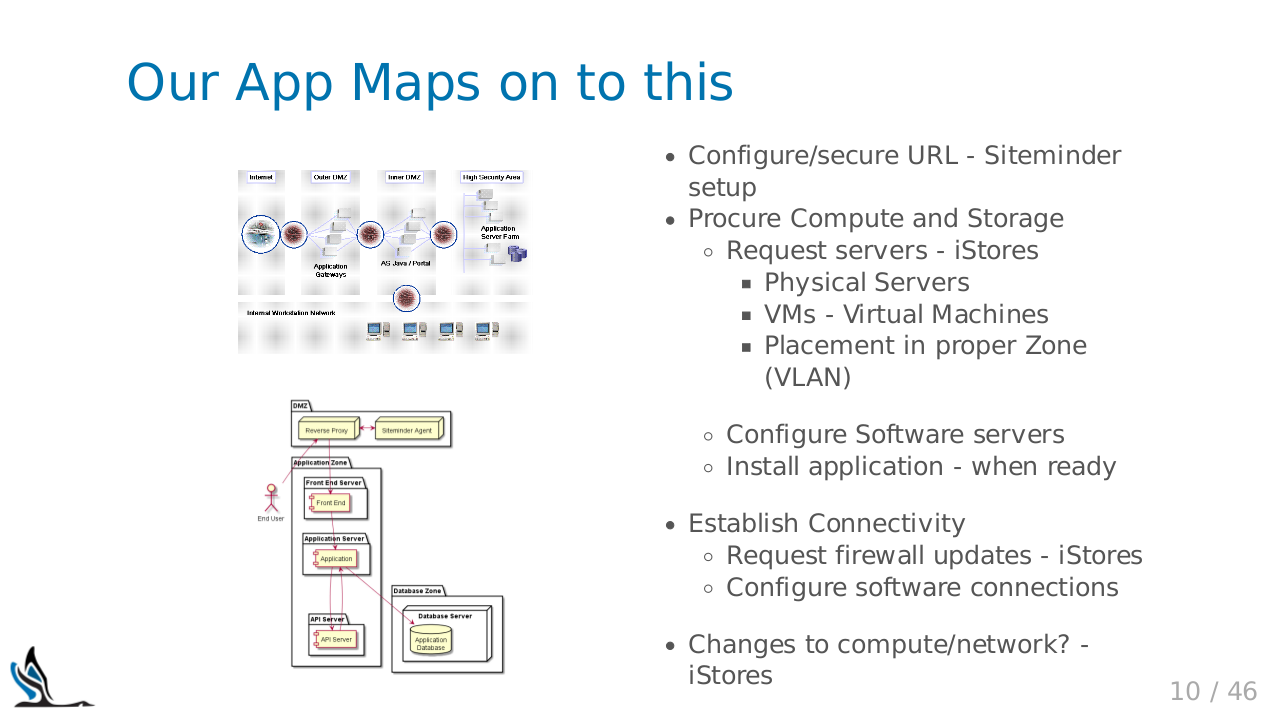 Our App Maps on to this
Internet
Outer DMZ
Inner DMZ
High Security Area
Application
Server Farm
Application
Gateways
AS Java / Portal
Internal Workstation Network
DMZ
Reverse Proxy
Siteminder Agent
Application Zone
Front End Server
Front End
End User
Application Server
Application
Database Zone
Database Server
API Server
API Server
Application
Database
• Configure/secure URL - Siteminder
setup
• Procure Compute and Storage
○ Request servers - iStores
▪ Physical Servers
▪ VMs - Virtual Machines
▪ Placement in proper Zone
(VLAN)
○ Configure Software servers
○ Install application - when ready
• Establish Connectivity
○ Request firewall updates - iStores
○ Configure software connections
• Changes to compute/network? -
iStores
10 / 46